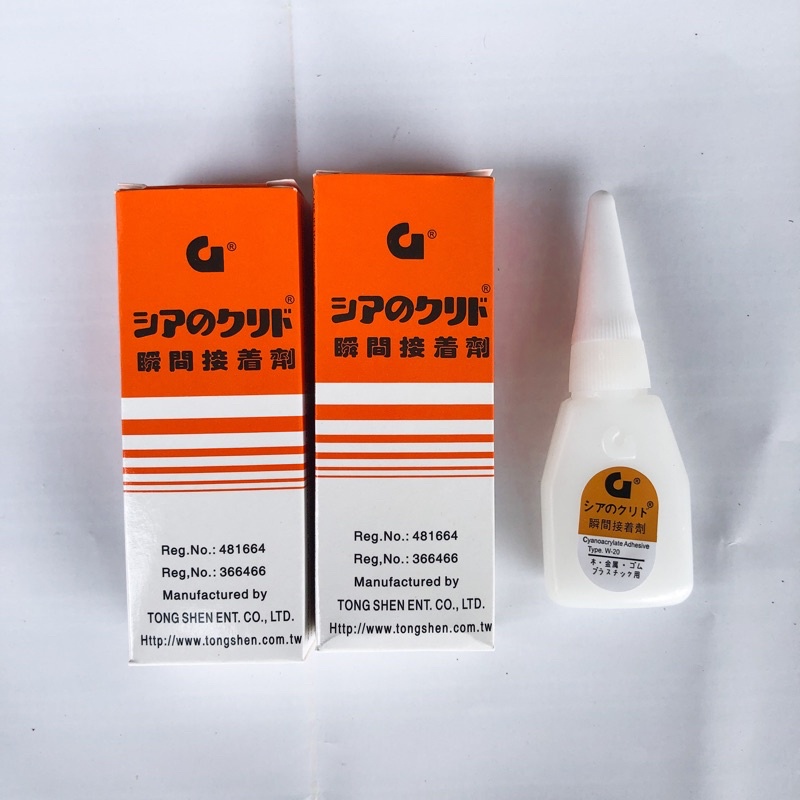 G®
シアのクリド®
瞬間接着劑
Reg.No.: 481664
Reg,No.: 366466
Manufactured by
TONG SHEN ENT. CO., LTD.
Http://www.tongshen.com.tw
G®
シアのクリド®
瞬間接着劑
Reg.No.: 481664
Reg,No.: 366466
Manufactured by
TONG SHEN ENT. CO., LTD.
Http://www.tongshen.com.tw
G®
シアのクリド®
瞬間接着劑
Cyanoacrylate Adhesive
Type. W-20
木・金属・ゴム
プラスチック用